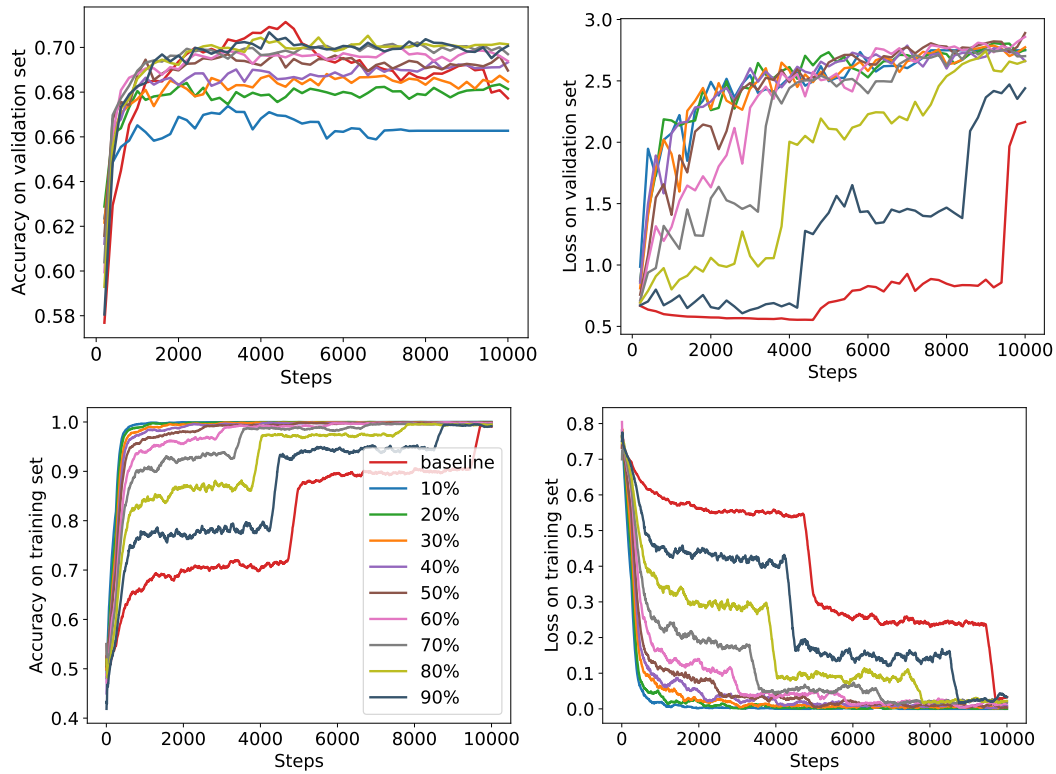 Accuracy on validation set
0.70
0.68
0.66
0.64
0.62
0.60
0.58
0 2000 4000 6000 8000 10000
Steps
Loss on validation set
3.0
2.5
2.0
1.5
1.0
0.5
0 2000 4000 6000 8000 10000
Steps
Accuracy on training set
1.0
0.9
0.8
0.7
0.6
0.5
0.4
0 2000 4000 6000 8000 10000
Steps
baseline
10%
20%
30%
40%
50%
60%
70%
80%
90%
Loss on training set
0.8
0.7
0.6
0.5
0.4
0.3
0.2
0.1
0.0
0 2000 4000 6000 8000 10000
Steps